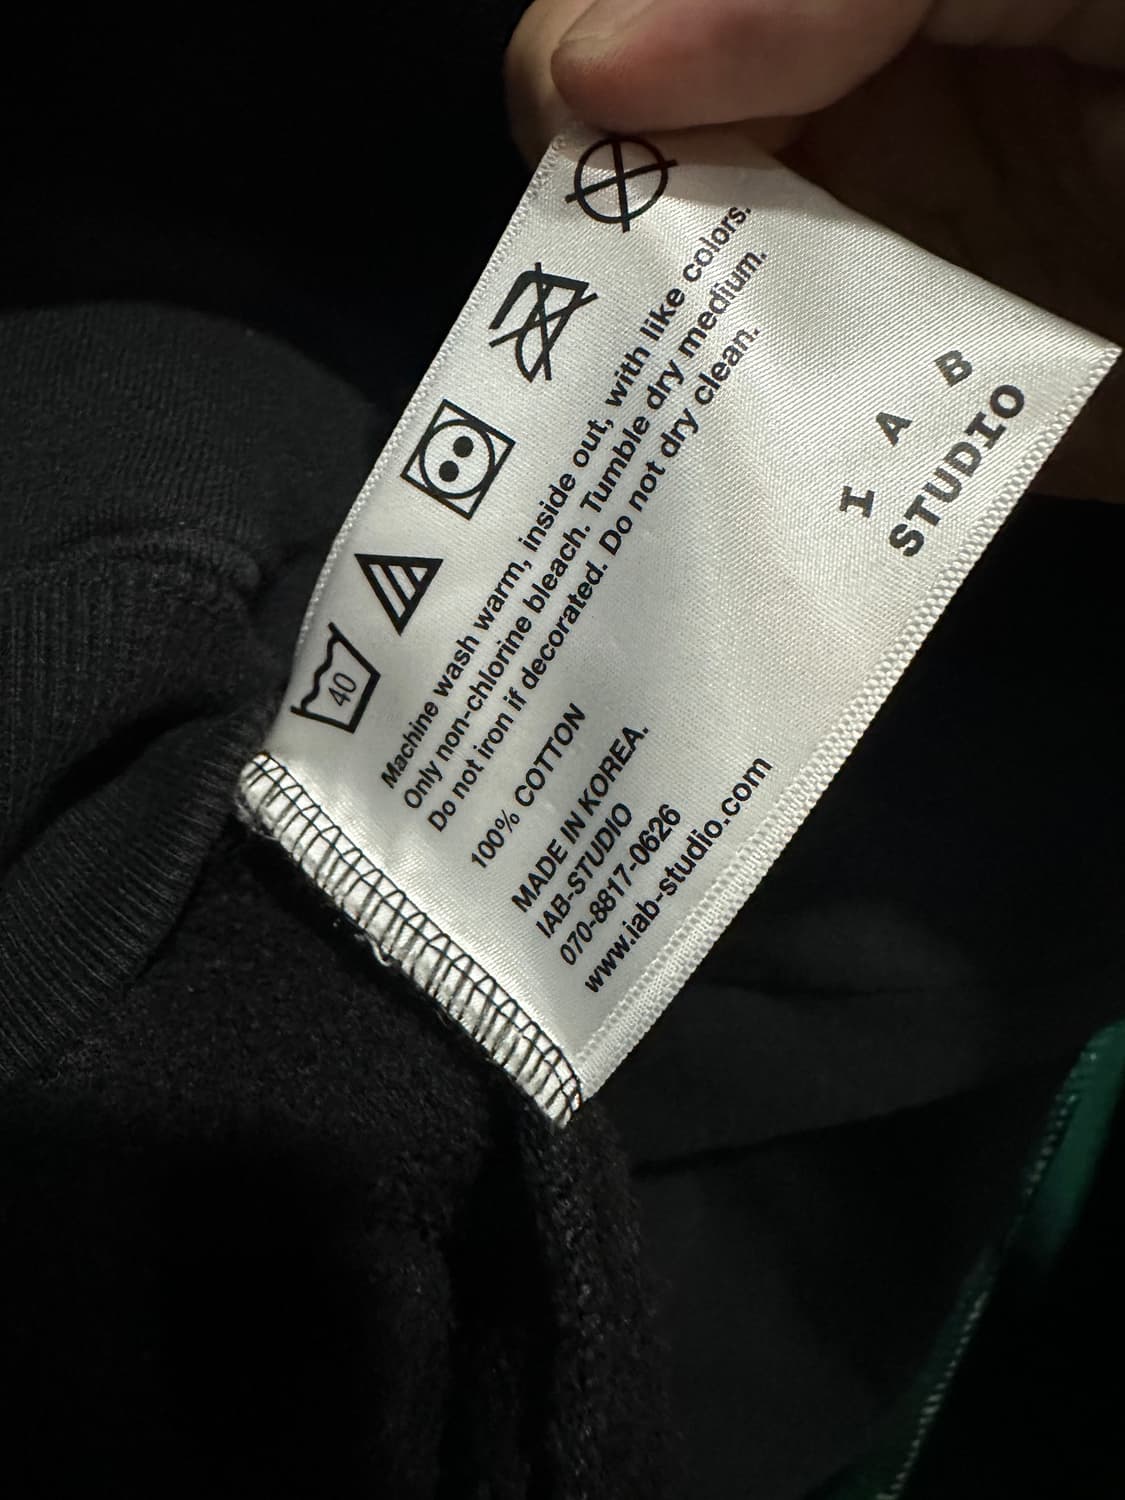 40
Machine wash warm, inside out, with like colors.
Only non-chlorine bleach. Tumble dry medium.
Do not iron if decorated. Do not dry clean.
100% COTTON
MADE IN KOREA.
IAB-STUDIO
070-8817-0626
www.iab-studio.com
I A B
STUDIO